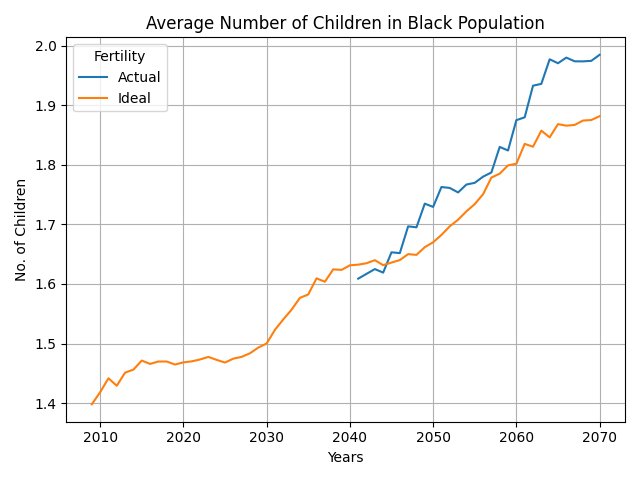 Average Number of Children in Black Population
Fertility
Actual
Ideal
No. of Children
2.0
1.9
1.8
1.7
1.6
1.5
1.4
2010 2020 2030 2040 2050 2060 2070
Years